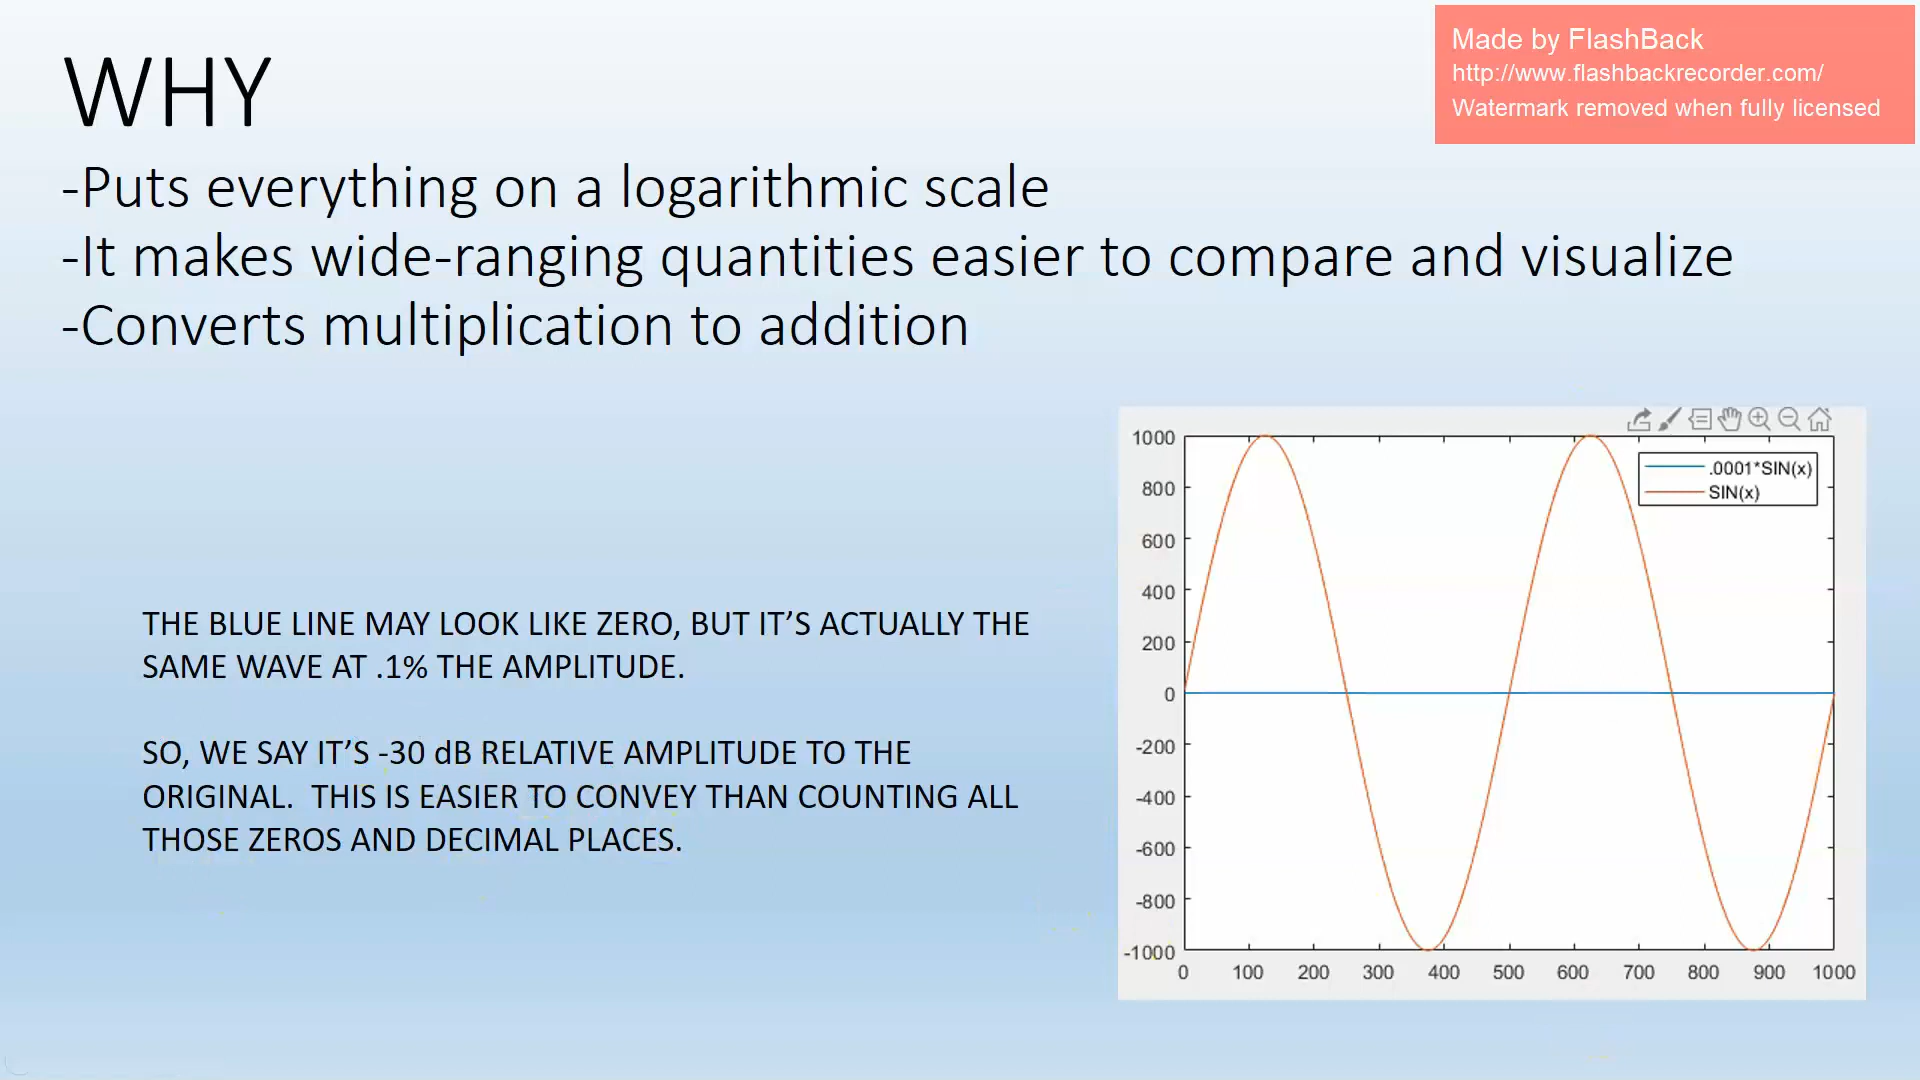 WHY
Made by FlashBack
http://www.flashbackrecorder.com/
Watermark removed when fully licensed
-Puts everything on a logarithmic scale
-It makes wide-ranging quantities easier to compare and visualize
-Converts multiplication to addition
THE BLUE LINE MAY LOOK LIKE ZERO, BUT IT’S ACTUALLY THE
SAME WAVE AT .1% THE AMPLITUDE.
SO, WE SAY IT’S -30 dB RELATIVE AMPLITUDE TO THE
ORIGINAL.  THIS IS EASIER TO CONVEY THAN COUNTING ALL
THOSE ZEROS AND DECIMAL PLACES.
.0001*SIN(x)
SIN(x)
1000
800
600
400
200
0
-200
-400
-600
-800
-1000
0 100 200 300 400 500 600 700 800 900 1000